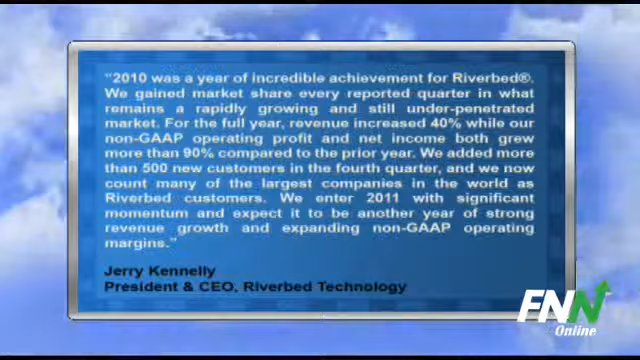 "2010 was a year of incredible achievement for Riverbed®.
We gained market share every reported quarter in what
remains a rapidly growing and still under-penetrated
market. For the full year, revenue increased 40% while our
non-GAAP operating profit and net income both grew
more than 90% compared to the prior year. We added more
than 500 new customers in the fourth quarter, and we now
count many of the largest companies in the world as
Riverbed customers. We enter 2011 with significant
momentum and expect it to be another year of strong
revenue growth and expanding non-GAAP operating
margins."
Jerry Kennelly
President & CEO, Riverbed Technology
FNN
Online